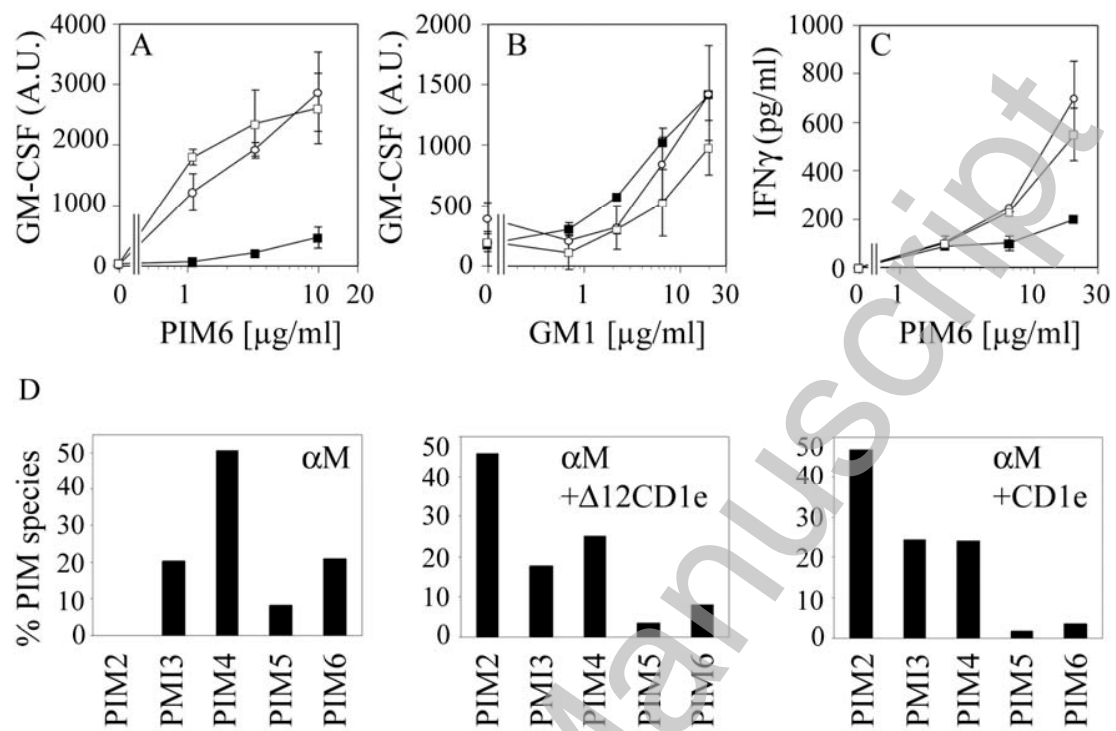 A
GM-CSF (A.U.)
4000
3000
2000
1000
0
0 1 10 20
PIM6 [µg/ml]
B
GM-CSF (A.U.)
2000
1500
1000
500
0
0 1 10 30
GM1 [µg/ml]
C
IFNγ (pg/ml)
1000
800
600
400
200
0
0 1 10 30
PIM6 [µg/ml]
D
% PIM species
50
40
30
20
10
0
αM
PIM2
PMI3
PIM4
PIM5
PIM6
50
40
30
20
10
0
αM
+Δ12CD1e
PIM2
PIM3
PIM4
PIM5
PIM6
50
40
30
20
10
0
αM
+CD1e
PIM2
PIM3
PIM4
PIM5
PIM6
Manuscript